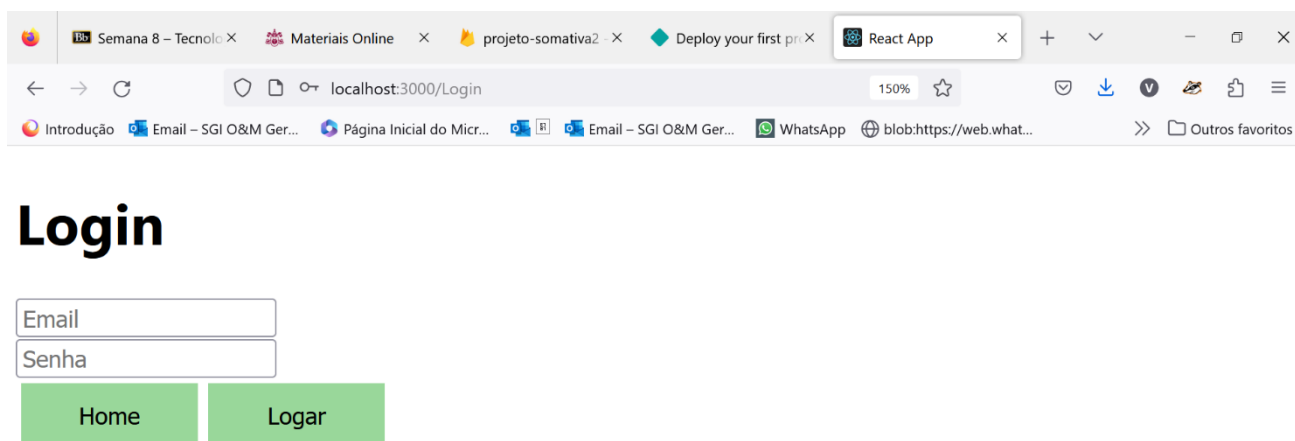 Bb Semana 8 – Tecnolo Materiais Online projeto-somativa2 - Deploy your first pro React App
localhost:3000/Login 150% V
Introdução Email – SGI O&M Ger... Página Inicial do Micr... Email – SGI O&M Ger... WhatsApp blob:https://web.what... Outros favoritos
Login
Email
Senha
Home Logar